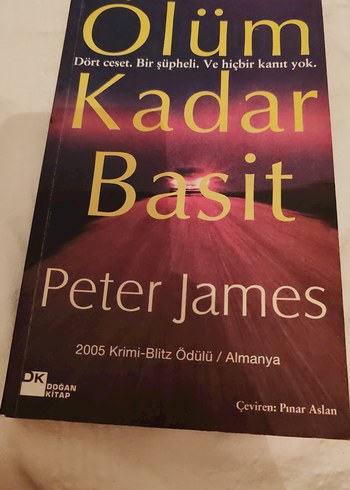 Ölüm
Dört ceset. Bir şüpheli. Ve hiçbir kanıt yok.
Kadar
Basit
Peter James
2005 Krimi-Blitz Ödülü / Almanya
DK
DOĞAN
KİTAP
Çeviren: Pınar Aslan